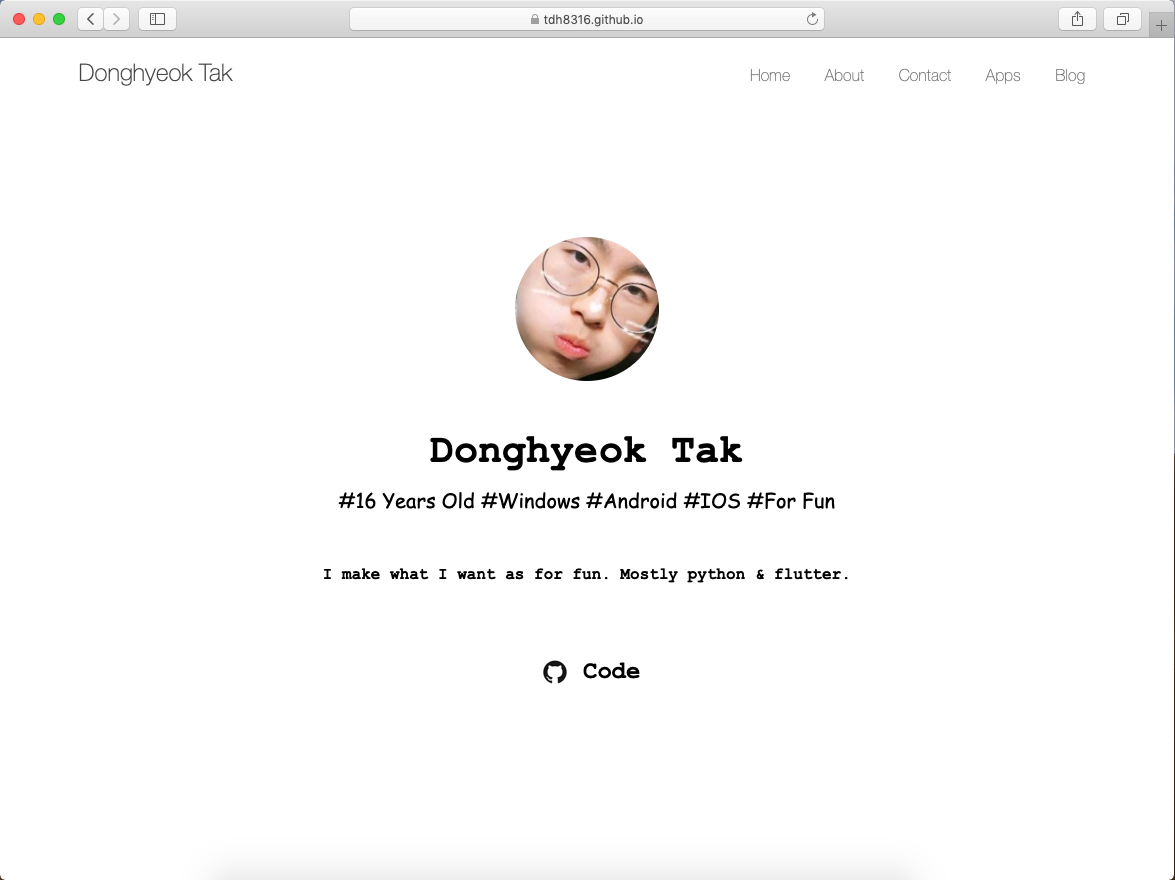 tdh8316.github.io
Donghyeok Tak
Home About Contact Apps Blog
Donghyeok Tak
#16 Years Old #Windows #Android #IOS #For Fun
I make what I want as for fun. Mostly python & flutter.
Code